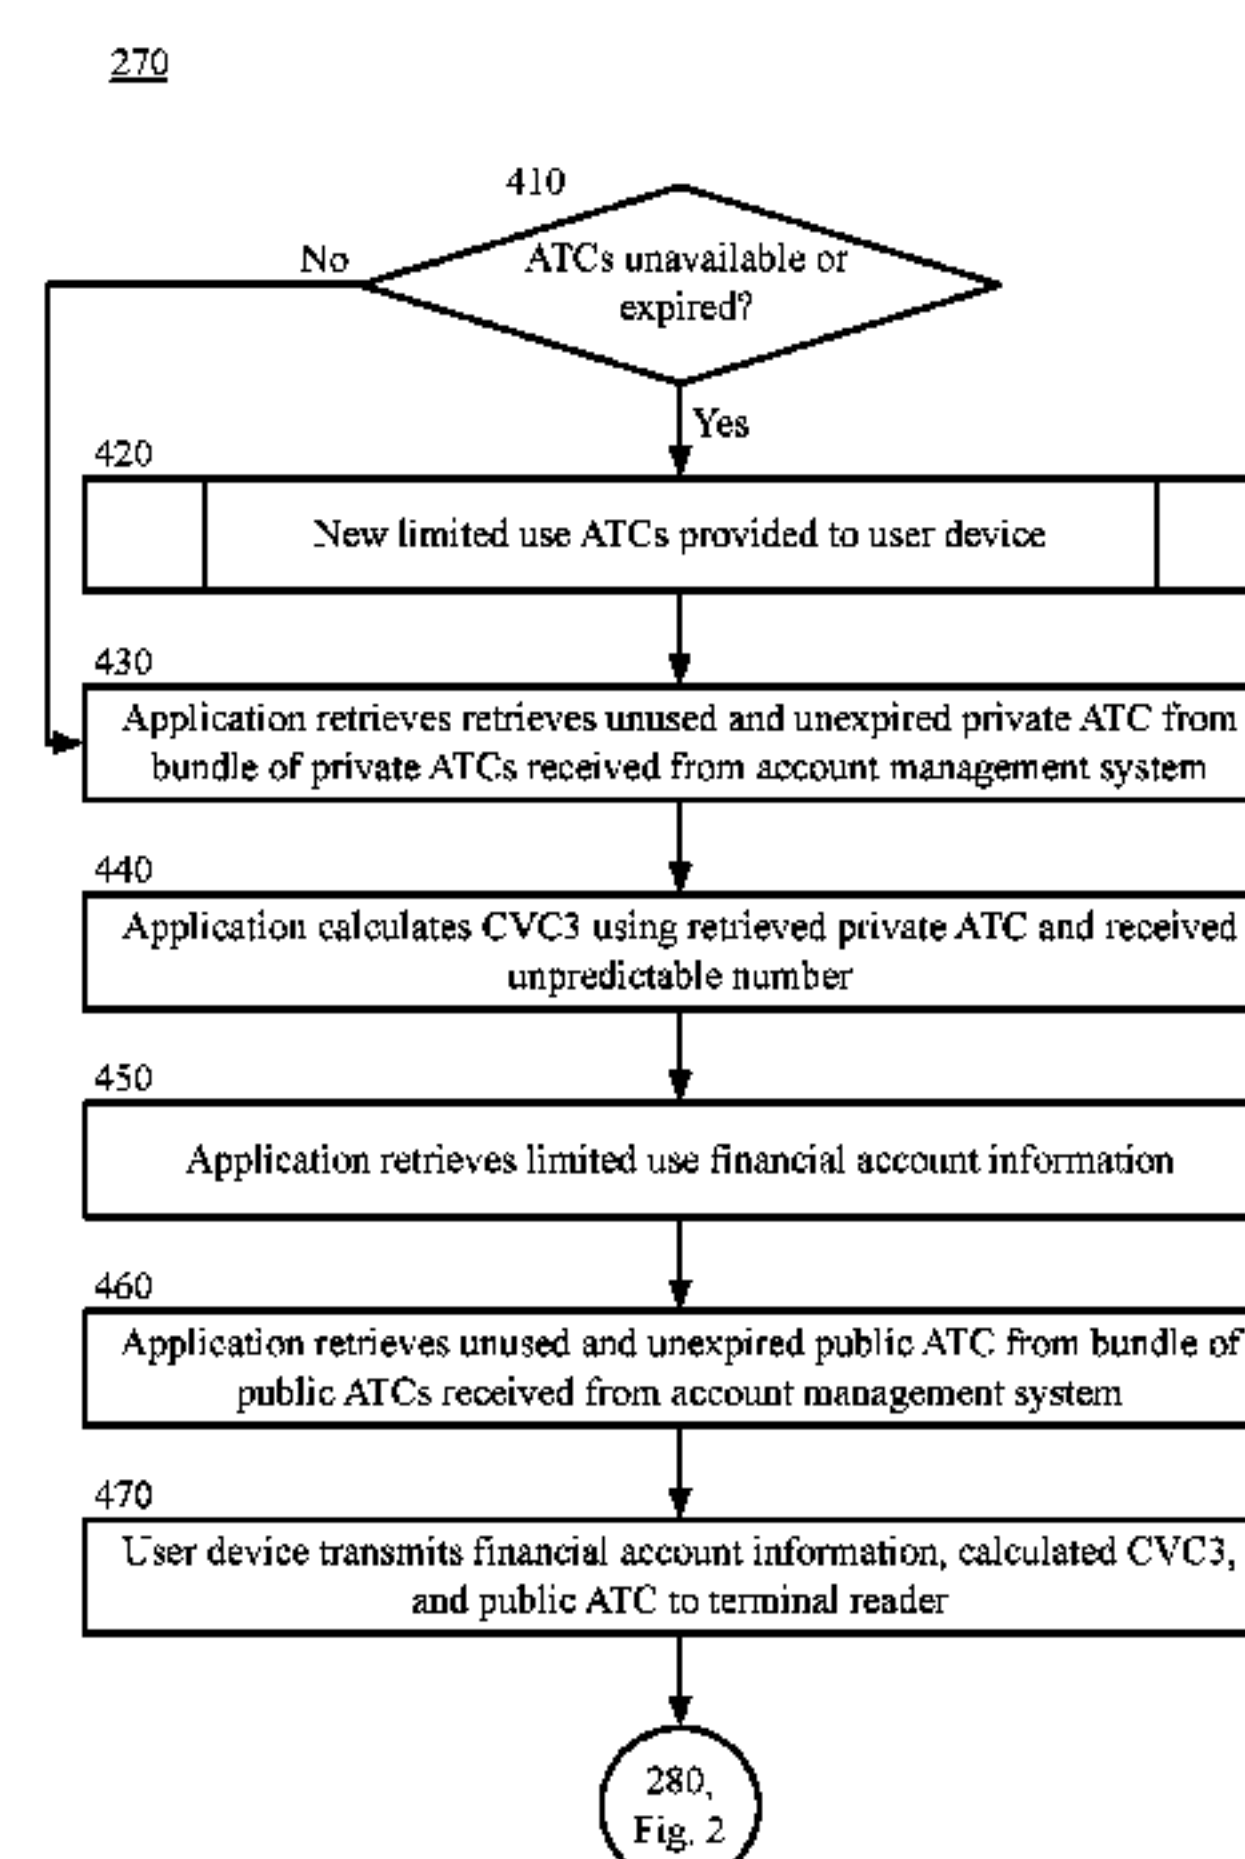 270
410
No
ATCs unavailable or
expired?
Yes
420
New limited use ATCs provided to user device
430
Application retrieves retrieves unused and unexpired private ATC from
bundle of private ATCs received from account management system
440
Application calculates CVC3 using retrieved private ATC and received
unpredictable number
450
Application retrieves limited use financial account information
460
Application retrieves unused and unexpired public ATC from bundle of
public ATCs received from account management system
470
User device transmits financial account information, calculated CVC3,
and public ATC to terminal reader
280,
Fig. 2